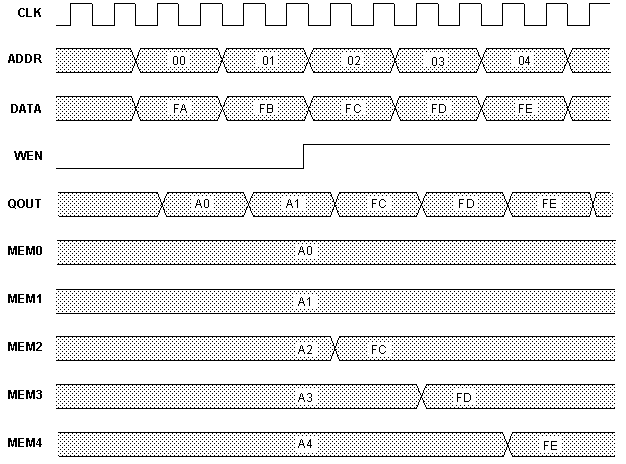 CLK
ADDR 00 01 02 03 04
DATA FA FB FC FD FE
WEN
QOUT A0 A1 FC FD FE
MEM0 A0
MEM1 A1
MEM2 A2 FC
MEM3 A3 FD
MEM4 A4 FE